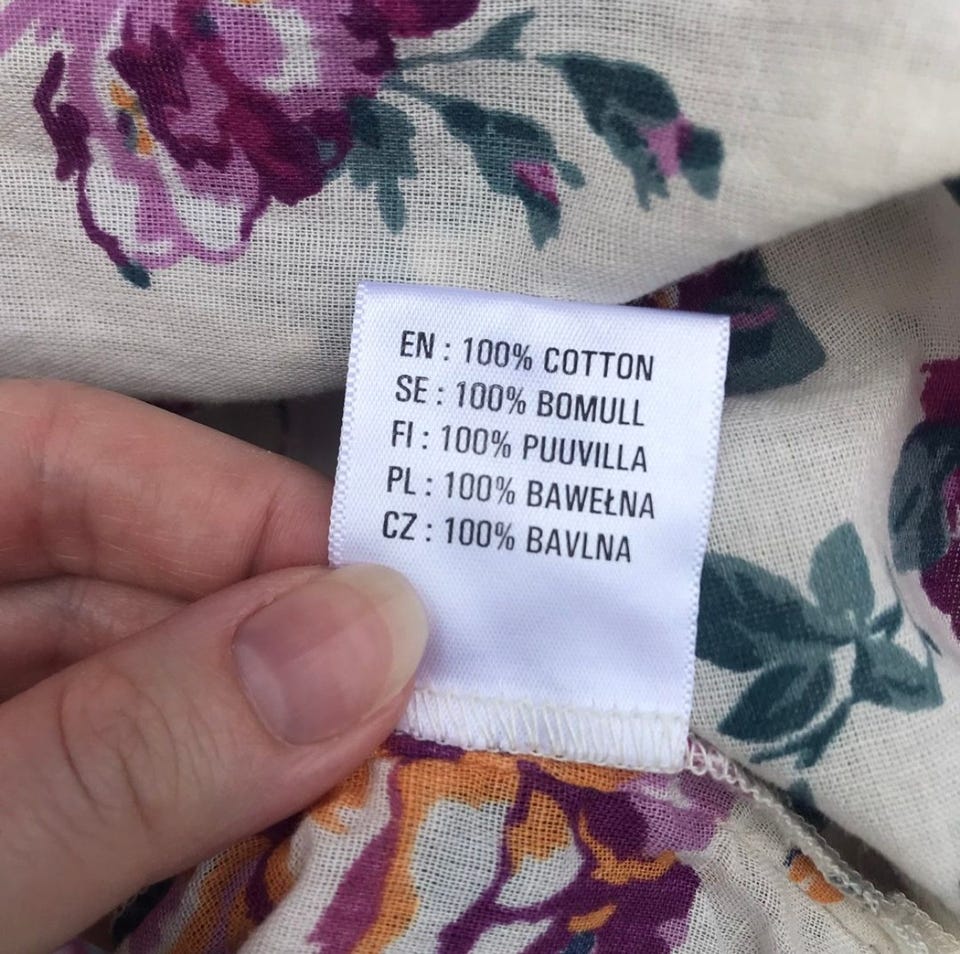 EN : 100% COTTON
SE : 100% BOMULL
FI : 100% PUUVILLA
PL : 100% BAWEŁNA
CZ : 100% BAVLNA